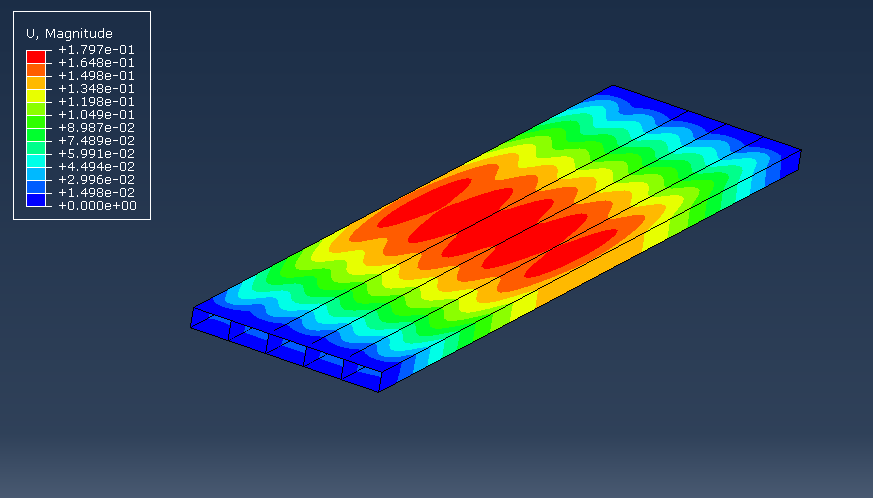 U, Magnitude
+1.797e-01
+1.648e-01
+1.498e-01
+1.348e-01
+1.198e-01
+1.049e-01
+8.987e-02
+7.489e-02
+5.991e-02
+4.494e-02
+2.996e-02
+1.498e-02
+0.000e+00